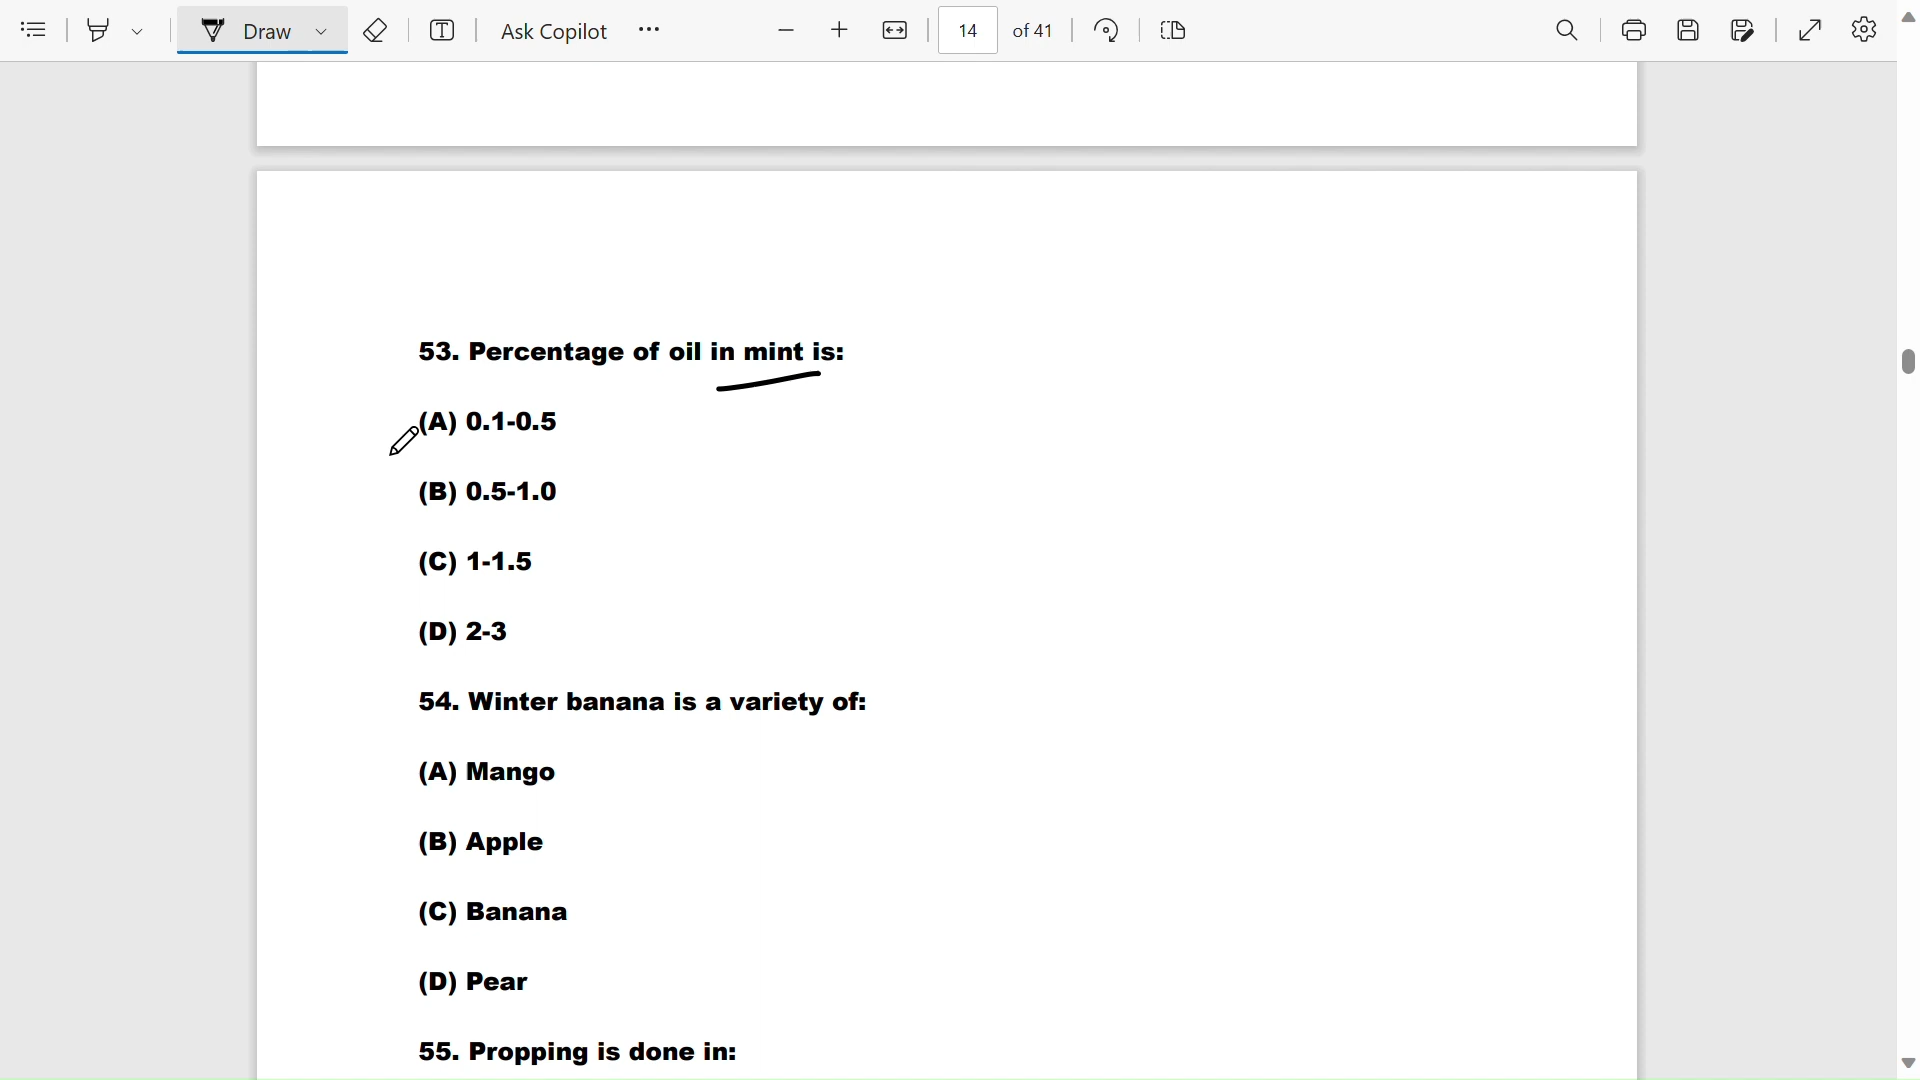 Draw
Ask Copilot
14 of 41
53. Percentage of oil in mint is:
(A) 0.1-0.5
(B) 0.5-1.0
(C) 1-1.5
(D) 2-3
54. Winter banana is a variety of:
(A) Mango
(B) Apple
(C) Banana
(D) Pear
55. Propping is done in: